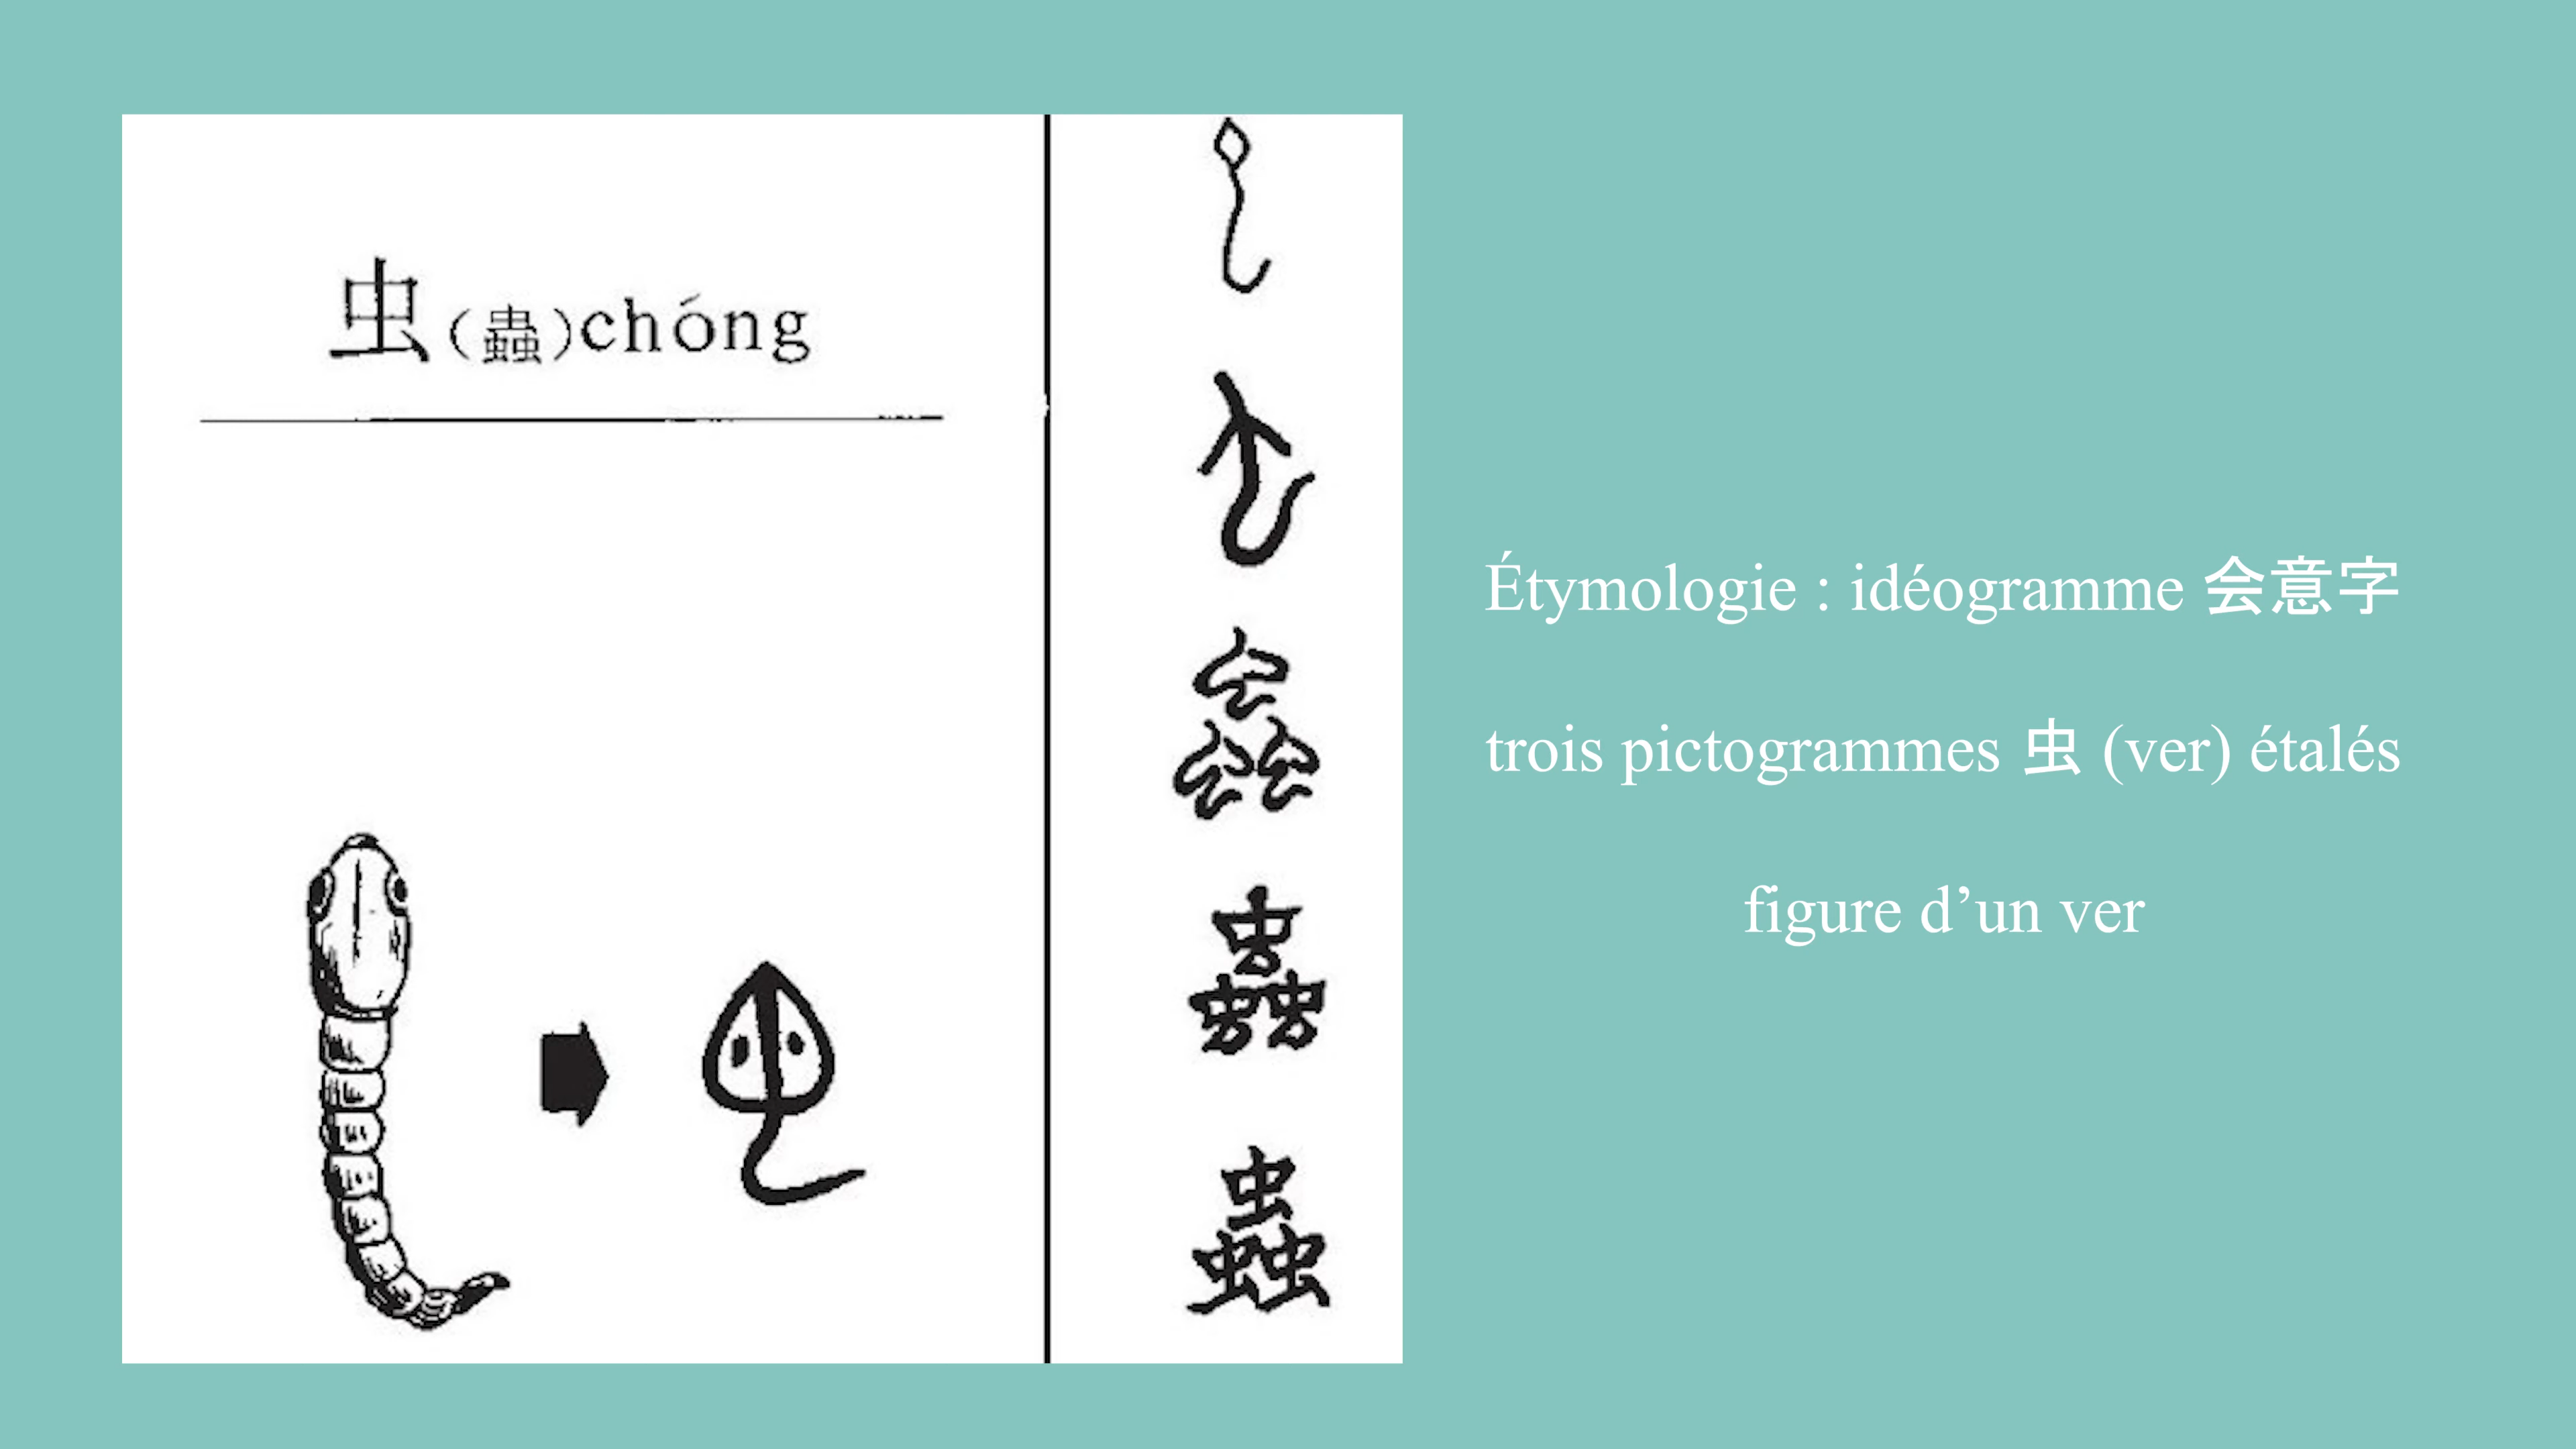 虫(蟲)chóng
Étymologie : idéogramme 会意字
trois pictogrammes 虫 (ver) étalés
figure d’un ver